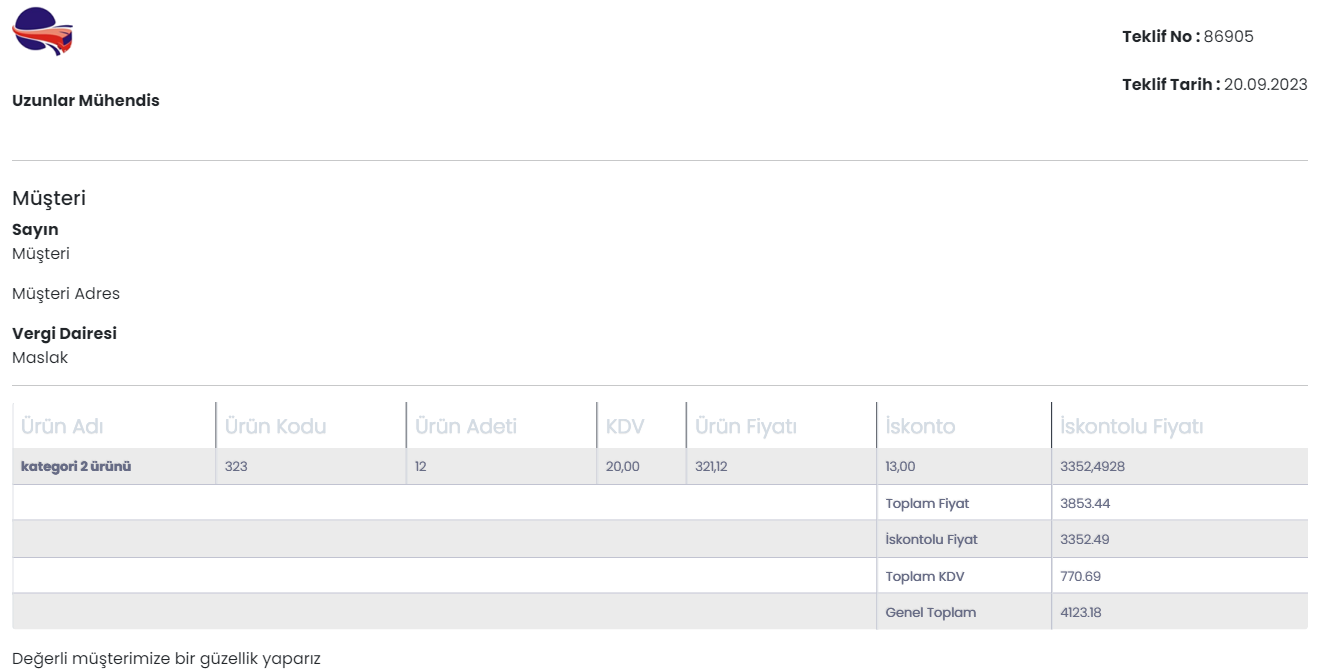 Teklif No : 86905
Teklif Tarih : 20.09.2023
Uzunlar Mühendis
Müşteri
Sayın
Müşteri
Müşteri Adres
Vergi Dairesi
Maslak
Ürün Adı Ürün Kodu Ürün Adeti KDV Ürün Fiyatı İskonto İskontolu Fiyatı
kategori 2 ürünü 323 12 20,00 321,12 13,00 3352,4928
Toplam Fiyat 3853.44
İskontolu Fiyat 3352.49
Toplam KDV 770.69
Genel Toplam 4123.18
Değerli müşterimize bir güzellik yaparız